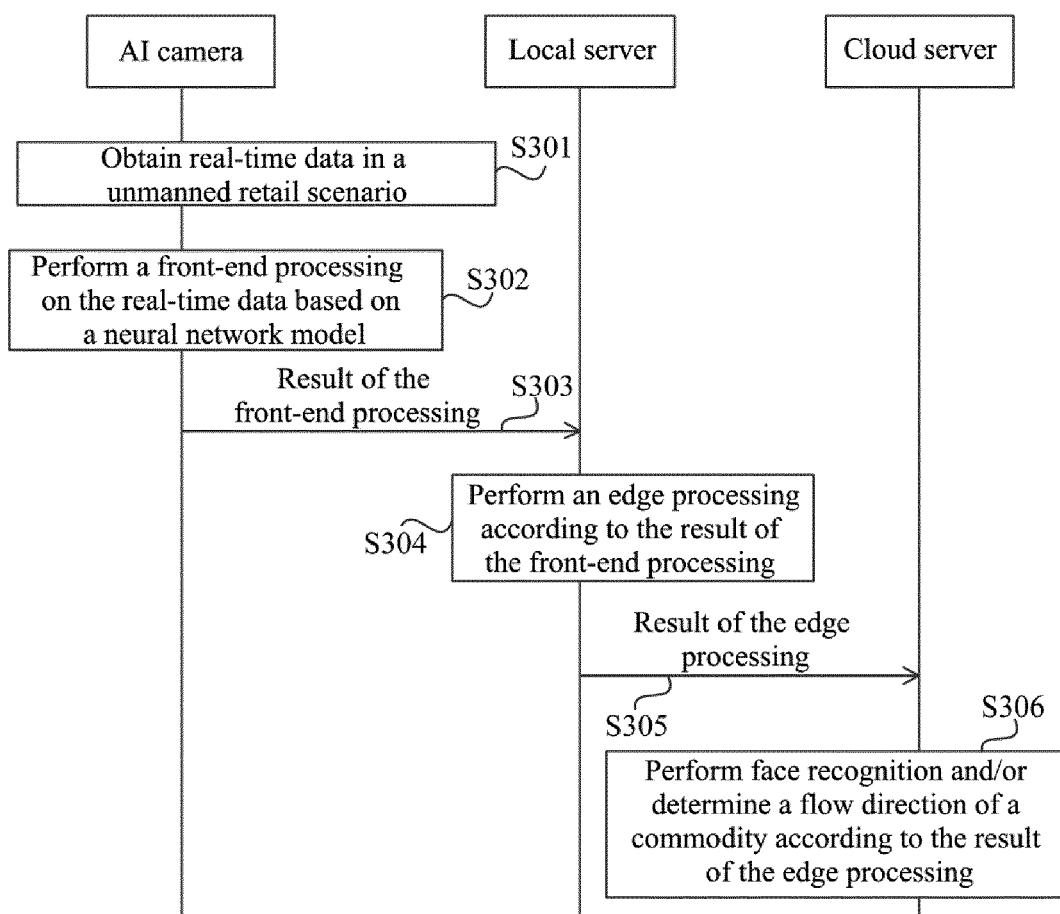 AI camera
Local server
Cloud server
S301
Obtain real-time data in a
unmanned retail scenario
Perform a front-end processing
on the real-time data based on
a neural network model
S302
Result of the
front-end processing
S303
Perform an edge processing
according to the result of
the front-end processing
S304
Result of the edge
processing
S305
S306
Perform face recognition and/or
determine a flow direction of a
commodity according to the result
of the edge processing